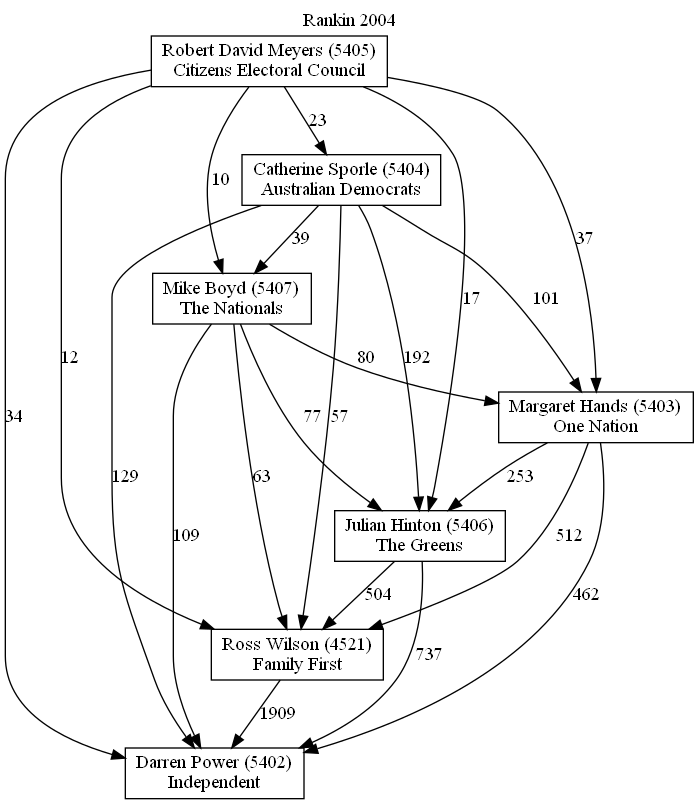 Rankin 2004
Robert David Meyers (5405)
Citizens Electoral Council
23
Catherine Sporle (5404)
Australian Democrats
10
39
37
Mike Boyd (5407)
The Nationals
17
101
12
80
192
34
77
57
Margaret Hands (5403)
One Nation
129
63
253
109
Julian Hinton (5406)
The Greens
512
504
462
Ross Wilson (4521)
Family First
737
1909
Darren Power (5402)
Independent